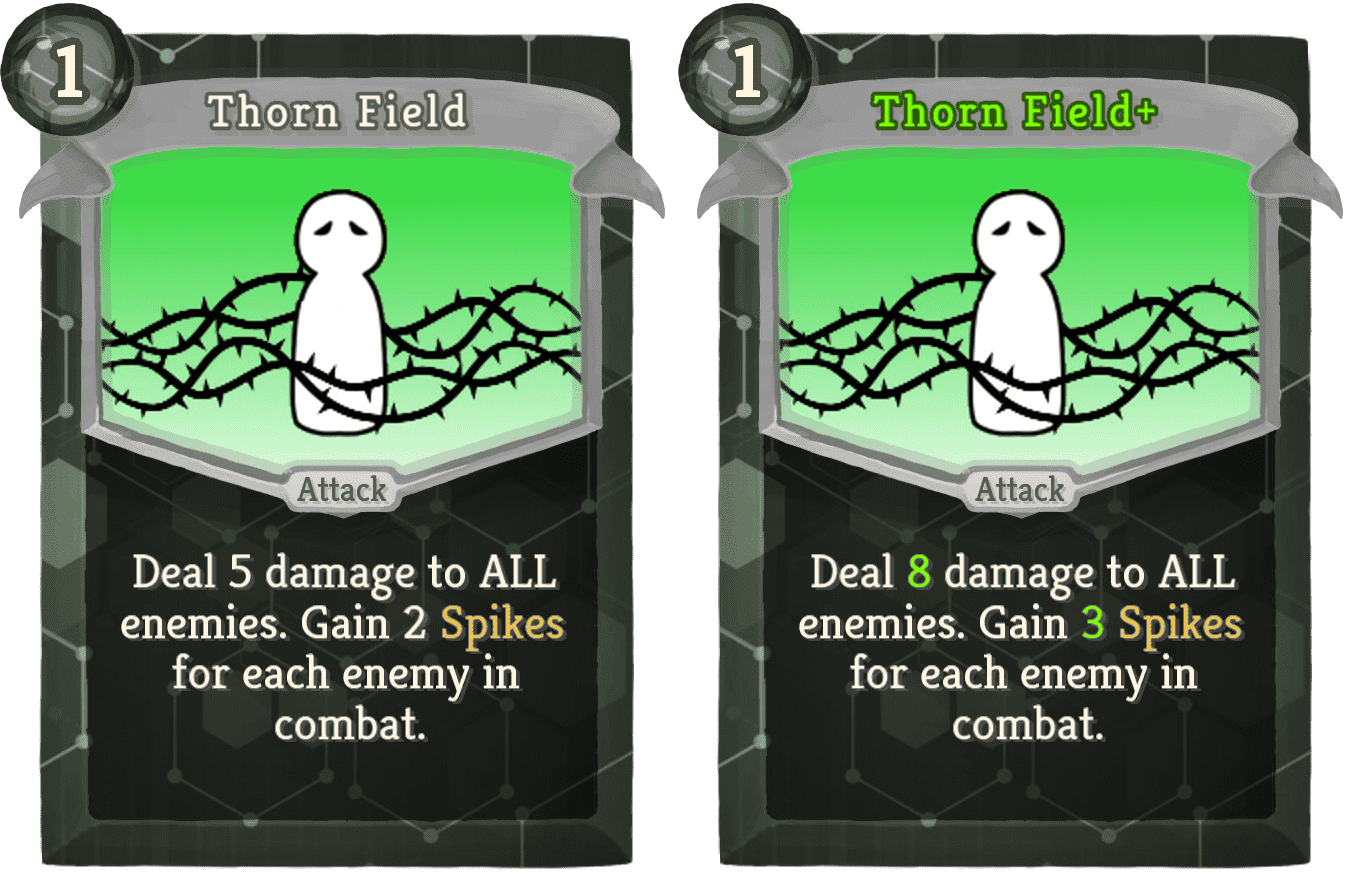 1
Thorn Field
Attack
Deal 5 damage to ALL
enemies. Gain 2 Spikes
for each enemy in
combat.
1
Thorn Field+
Attack
Deal 8 damage to ALL
enemies. Gain 3 Spikes
for each enemy in
combat.